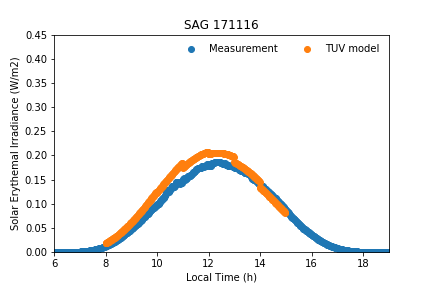 SAG 171116
Measurement
TUV model
Solar Erythemal Irradiance (W/m2)
0.45
0.40
0.35
0.30
0.25
0.20
0.15
0.10
0.05
0.00
6 8 10 12 14 16 18
Local Time (h)